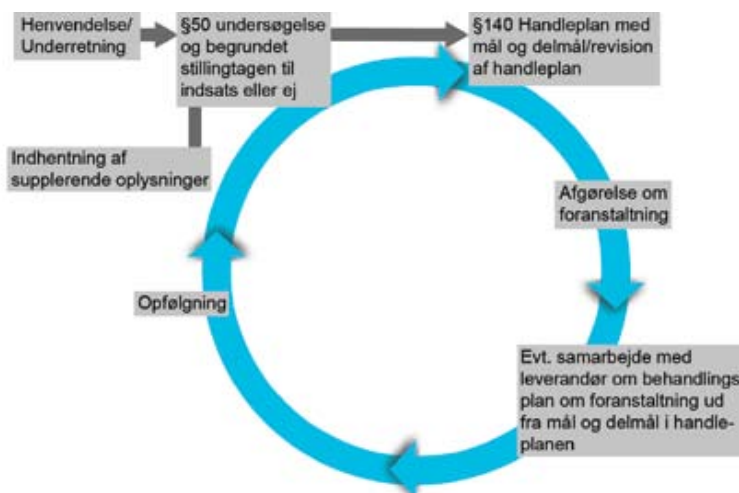 Henvendelse/
Underretning
§50 undersøgelse
og begrundet
stillingtagen til
indsats eller ej
§140 Handleplan med
mål og delmål/revision
af handleplan
Indhentning af
supplerende oplysninger
Afgørelse om
foranstaltning
Opfølgning
Evt. samarbejde med
leverandør om behandlings
plan om foranstaltning ud
fra mål og delmål i handle-
planen